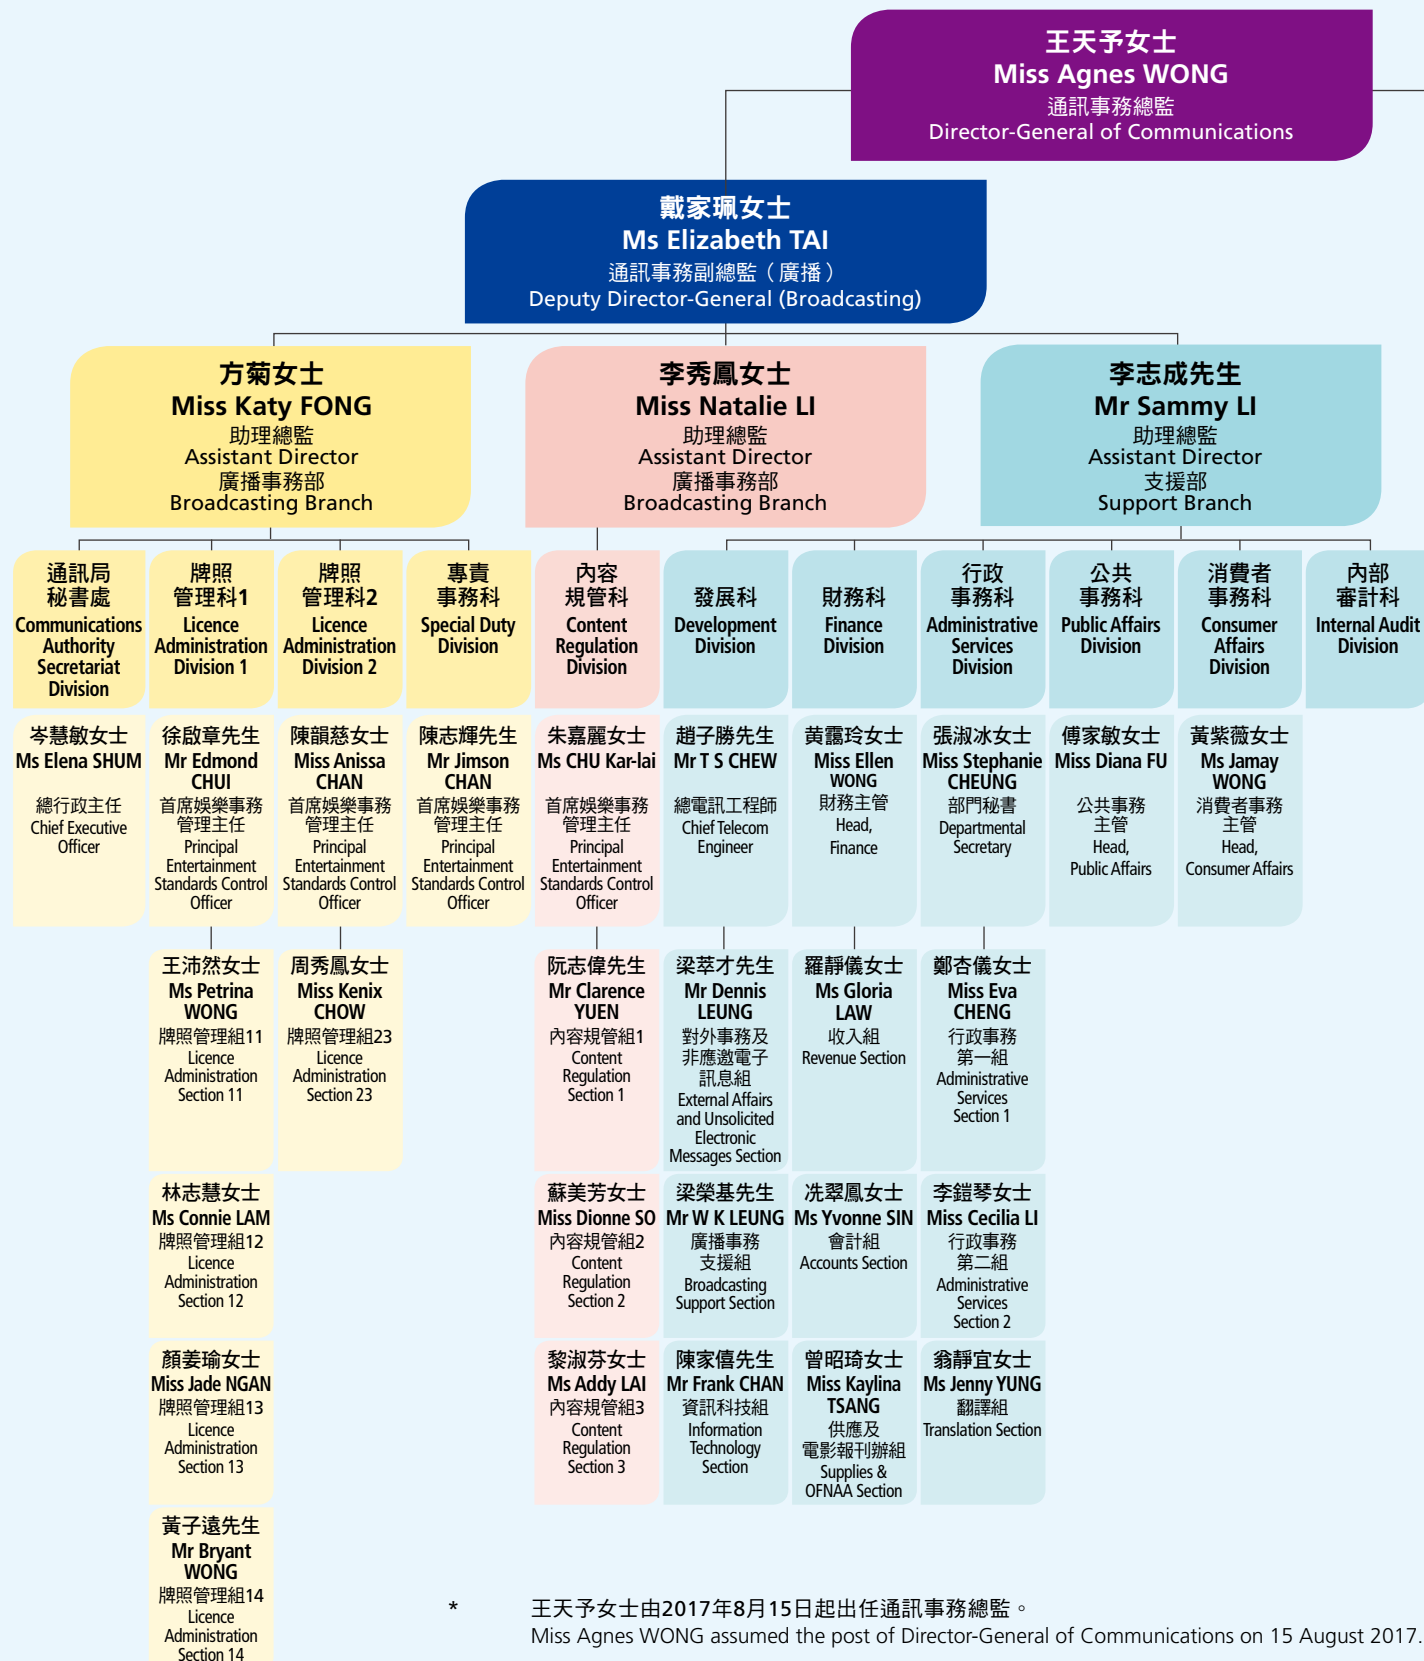 王天予女士
Miss Agnes WONG
通訊事務總監
Director-General of Communications
戴家珮女士
Ms Elizabeth TAI
通訊事務副總監（廣播）
Deputy Director-General (Broadcasting)
方菊女士
Miss Katy FONG
助理總監
Assistant Director
廣播事務部
Broadcasting Branch
李秀鳳女士
Miss Natalie LI
助理總監
Assistant Director
廣播事務部
Broadcasting Branch
李志成先生
Mr Sammy LI
助理總監
Assistant Director
支援部
Support Branch
通訊局
秘書處
Communications
Authority
Secretariat
Division
牌照
管理科1
Licence
Administration
Division 1
牌照
管理科2
Licence
Administration
Division 2
專責
事務科
Special Duty
Division
內容
規管科
Content
Regulation
Division
發展科
Development
Division
財務科
Finance
Division
行政
事務科
Administrative
Services
Division
公共
事務科
Public Affairs
Division
消費者
事務科
Consumer
Affairs
Division
內部
審計科
Internal Audit
Division
岑慧敏女士
Ms Elena SHUM
總行政主任
Chief Executive
Officer
徐啟章先生
Mr Edmond
CHUI
首席娛樂事務
管理主任
Principal
Entertainment
Standards Control
Officer
陳韻慈女士
Miss Anissa
CHAN
首席娛樂事務
管理主任
Principal
Entertainment
Standards Control
Officer
陳志輝先生
Mr Jimson
CHAN
首席娛樂事務
管理主任
Principal
Entertainment
Standards Control
Officer
朱嘉麗女士
Ms CHU Kar-lai
首席娛樂事務
管理主任
Principal
Entertainment
Standards Control
Officer
趙子勝先生
Mr T S CHEW
總電訊工程師
Chief Telecom
Engineer
黄靄玲女士
Miss Ellen
WONG
財務主管
Head,
Finance
張淑冰女士
Miss Stephanie
CHEUNG
部門秘書
Departmental
Secretary
傅家敏女士
Miss Diana FU
公共事務
主管
Head,
Public Affairs
黃紫薇女士
Ms Jamay
WONG
消費者事務
主管
Head,
Consumer Affairs
王沛然女士
Ms Petrina
WONG
牌照管理組11
Licence
Administration
Section 11
周秀鳳女士
Miss Kenix
CHOW
牌照管理組23
Licence
Administration
Section 23
阮志偉先生
Mr Clarence
YUEN
內容規管組1
Content
Regulation
Section 1
梁萃才先生
Mr Dennis
LEUNG
對外事務及
非應邀電子
訊息組
External Affairs
and Unsolicited
Electronic
Messages Section
羅靜儀女士
Ms Gloria
LAW
收入組
Revenue Section
鄭杏儀女士
Miss Eva
CHENG
行政事務
第一組
Administrative
Services
Section 1
林志慧女士
Ms Connie LAM
牌照管理組12
Licence
Administration
Section 12
蘇美芳女士
Miss Dionne SO
內容規管組2
Content
Regulation
Section 2
梁榮基先生
Mr W K LEUNG
廣播事務
支援組
Broadcasting
Support Section
冼翠鳳女士
Ms Yvonne SIN
會計組
Accounts Section
李鎧琴女士
Miss Cecilia LI
行政事務
第二組
Administrative
Services
Section 2
顏姜瑜女士
Miss Jade NGAN
牌照管理組13
Licence
Administration
Section 13
黎淑芬女士
Ms Addy LAI
內容規管組3
Content
Regulation
Section 3
陳家僖先生
Mr Frank CHAN
資訊科技組
Information
Technology
Section
曾昭琦女士
Miss Kaylina
TSANG
供應及
電影報刊辦組
Supplies &
OFNAA Section
翁靜宜女士
Ms Jenny YUNG
翻譯組
Translation Section
黃子遠先生
Mr Bryant
WONG
牌照管理組14
Licence
Administration
Section 14
* 王天予女士由2017年8月15日起出任通訊事務總監。
Miss Agnes WONG assumed the post of Director-General of Communications on 15 August 2017.